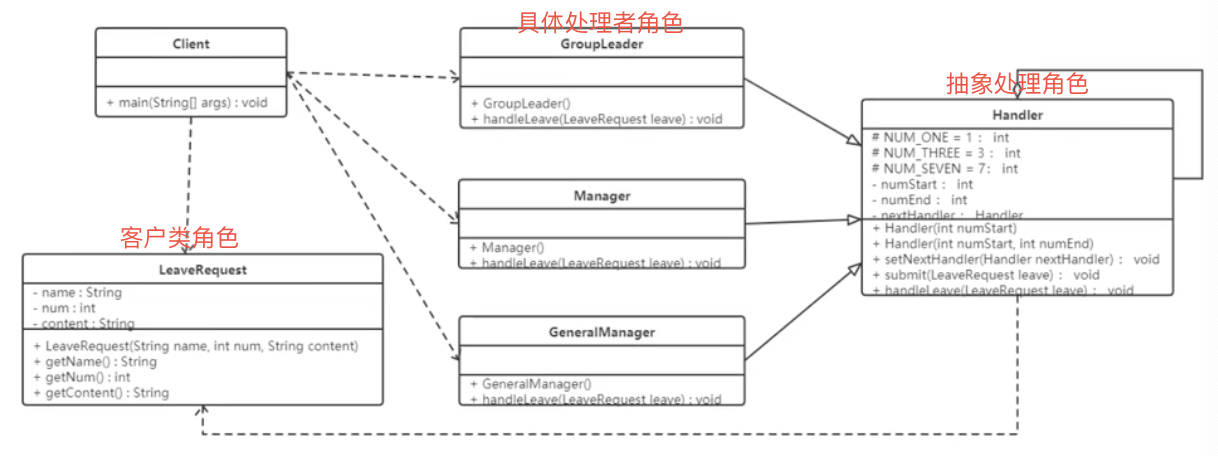 具体处理者角色
Client
+ main(String[] args) : void
GroupLeader
+ GroupLeader()
+ handleLeave(LeaveRequest leave) : void
抽象处理角色
Handler
# NUM_ONE = 1 : int
# NUM_THREE = 3 : int
# NUM_SEVEN = 7: int
- numStart : int
- numEnd : int
- nextHandler : Handler
+ Handler(int numStart)
+ Handler(int numStart, int numEnd)
+ setNextHandler(Handler nextHandler) : void
+ submit(LeaveRequest leave) : void
+ handleLeave(LeaveRequest leave) : void
Manager
+ Manager()
+ handleLeave(LeaveRequest leave) : void
客户类角色
LeaveRequest
- name : String
- num : int
- content : String
+ LeaveRequest(String name, int num, String content)
+ getName() : String
+ getNum() : int
+ getContent() : String
GeneralManager
+ GeneralManager()
+ handleLeave(LeaveRequest leave) : void